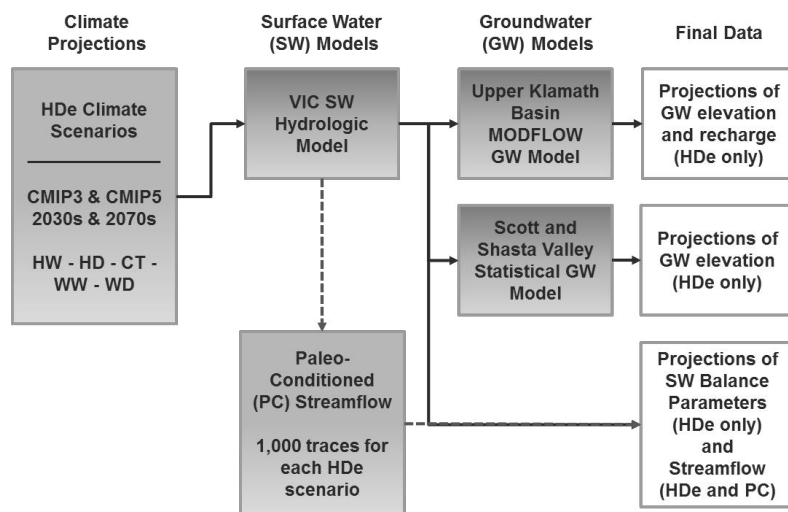 Climate
Projections
Surface Water
(SW) Models
Groundwater
(GW) Models
Final Data
HDe Climate
Scenarios
CMIP3 & CMIP5
2030s & 2070s
HW - HD - CT -
WW - WD
VIC SW
Hydrologic
Model
Upper Klamath
Basin
MODFLOW
GW Model
Projections of
GW elevation
and recharge
(HDe only)
Scott and
Shasta Valley
Statistical GW
Model
Projections of
GW elevation
(HDe only)
Paleo-
Conditioned
(PC) Streamflow
1,000 traces for
each HDe
scenario
Projections of
SW Balance
Parameters
(HDe only)
and
Streamflow
(HDe and PC)